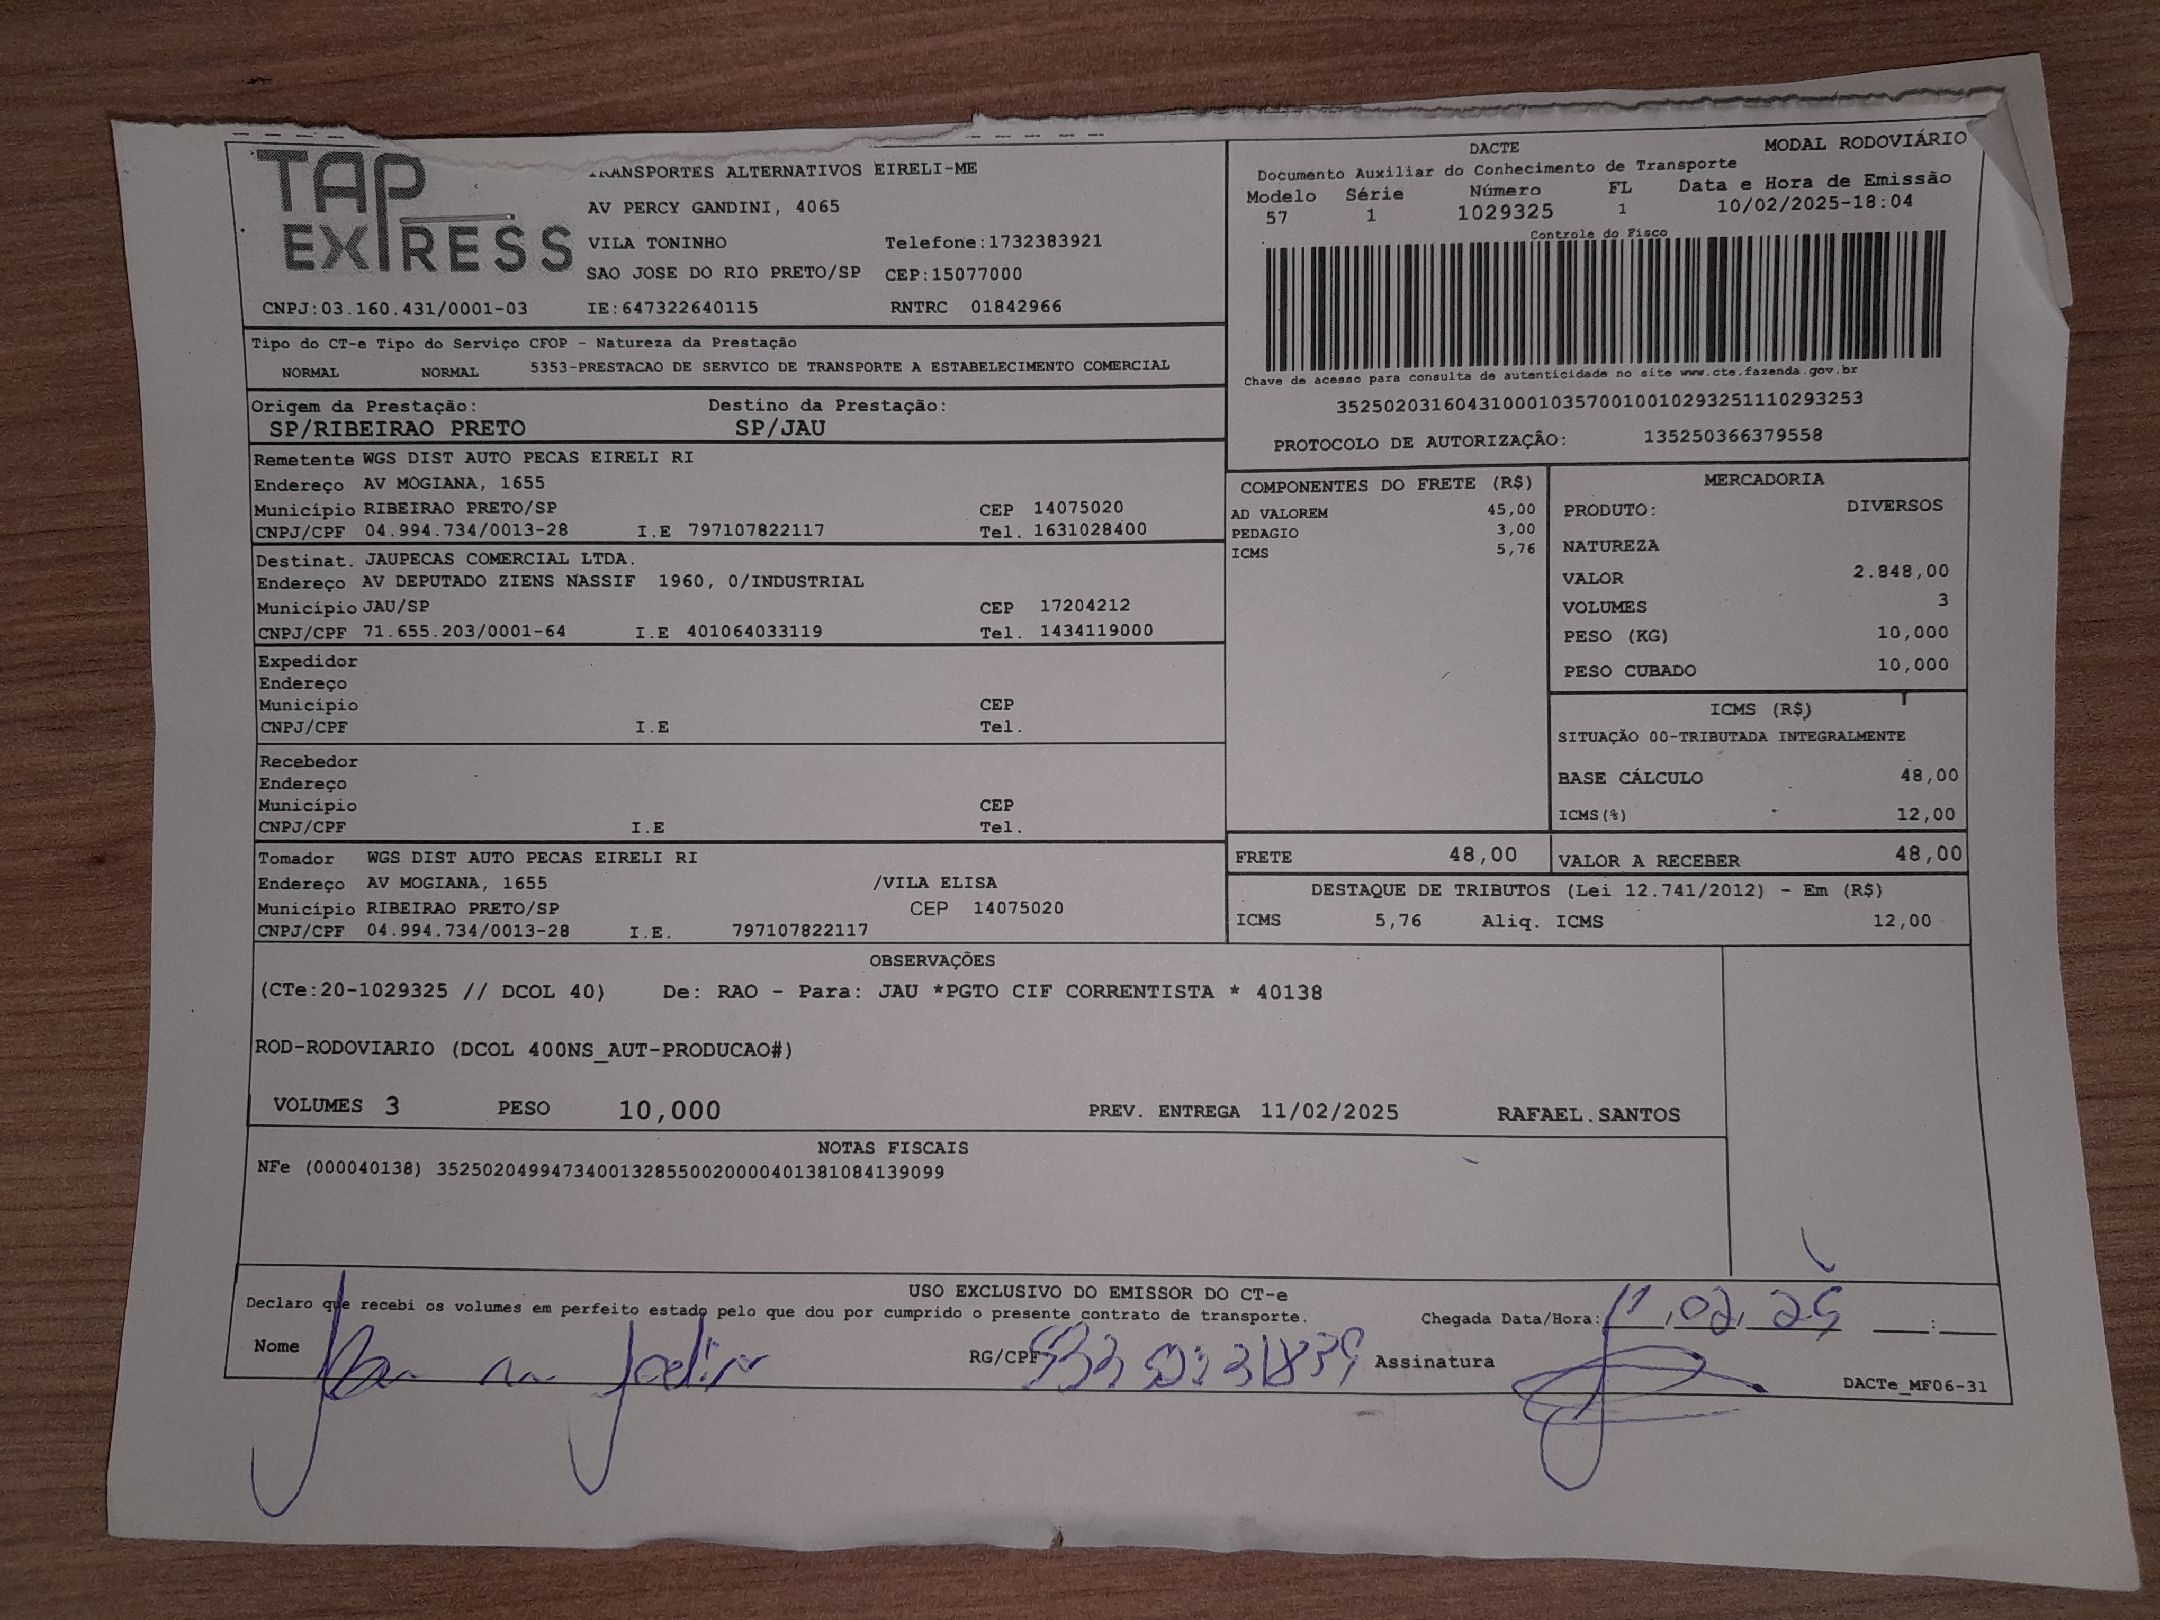 TAP EXPRESS
TRANSPORTES ALTERNATIVOS EIRELI-ME
AV PERCY GANDINI, 4065
VILA TONINHO Telefone:1732383921
SAO JOSE DO RIO PRETO/SP CEP:15077000
CNPJ:03.160.431/0001-03 IE:647322640115 RNTRC 01842966
DACTE MODAL RODOVIÁRIO
Documento Auxiliar do Conhecimento de Transporte
Modelo Série Número FL Data e Hora de Emissão
57 1 1029325 1 10/02/2025-18:04
Controle do Fisco
Chave de acesso para consulta de autenticidade no site www.cte.fazenda.gov.br
35250203160431000103570010010293251110293253
PROTOCOLO DE AUTORIZAÇÃO: 135250366379558
Tipo do CT-e Tipo do Serviço CFOP - Natureza da Prestação
NORMAL NORMAL 5353-PRESTACAO DE SERVICO DE TRANSPORTE A ESTABELECIMENTO COMERCIAL
Origem da Prestação: Destino da Prestação:
SP/RIBEIRAO PRETO SP/JAU
Remetente WGS DIST AUTO PECAS EIRELI RI
Endereço AV MOGIANA, 1655
Município RIBEIRAO PRETO/SP CEP 14075020
CNPJ/CPF 04.994.734/0013-28 I.E 797107822117 Tel. 1631028400
Destinat. JAUPECAS COMERCIAL LTDA.
Endereço AV DEPUTADO ZIENS NASSIF 1960, 0/INDUSTRIAL
Município JAU/SP CEP 17204212
CNPJ/CPF 71.655.203/0001-64 I.E 401064033119 Tel. 1434119000
Expedidor
Endereço
Município CEP
CNPJ/CPF I.E Tel.
Recebedor
Endereço
Município CEP
CNPJ/CPF I.E Tel.
Tomador WGS DIST AUTO PECAS EIRELI RI
Endereço AV MOGIANA, 1655 /VILA ELISA
Município RIBEIRAO PRETO/SP CEP 14075020
CNPJ/CPF 04.994.734/0013-28 I.E. 797107822117
COMPONENTES DO FRETE (R$)
AD VALOREM 45,00
PEDAGIO 3,00
ICMS 5,76
MERCADORIA
PRODUTO: DIVERSOS
NATUREZA
VALOR 2.848,00
VOLUMES 3
PESO (KG) 10,000
PESO CUBADO 10,000
ICMS (R$)
SITUAÇÃO 00-TRIBUTADA INTEGRALMENTE
BASE CÁLCULO 48,00
ICMS(%) 12,00
FRETE 48,00 VALOR A RECEBER 48,00
DESTAQUE DE TRIBUTOS (Lei 12.741/2012) - Em (R$)
ICMS 5,76 Aliq. ICMS 12,00
OBSERVAÇÕES
(CTe:20-1029325 // DCOL 40) De: RAO - Para: JAU *PGTO CIF CORRENTISTA * 40138
ROD-RODOVIARIO (DCOL 400NS_AUT-PRODUCAO#)
VOLUMES 3 PESO 10,000 PREV. ENTREGA 11/02/2025 RAFAEL.SANTOS
NOTAS FISCAIS
NFe (000040138) 35250204994734001328550020000401381084139099
USO EXCLUSIVO DO EMISSOR DO CT-e
Declaro que recebi os volumes em perfeito estado pelo que dou por cumprido o presente contrato de transporte. Chegada Data/Hora: 11,02,25 :
Nome RG/CPF Assinatura
DACTe_MF06-31